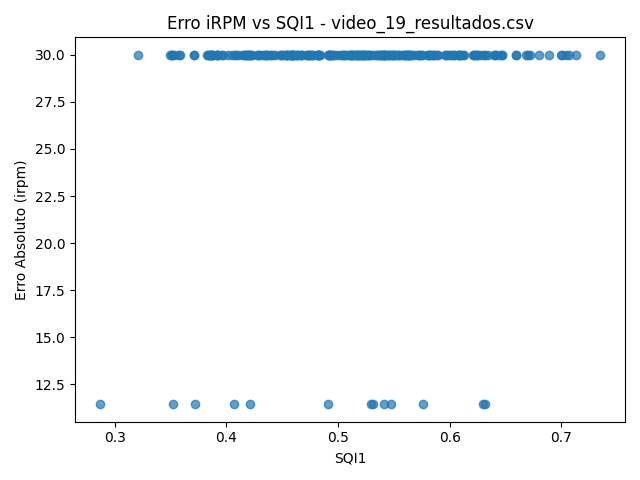 Erro iRPM vs SQI1 - video_19_resultados.csv
30.0
27.5
25.0
22.5
20.0
17.5
15.0
12.5
Erro Absoluto (irpm)
0.3 0.4 0.5 0.6 0.7
SQI1